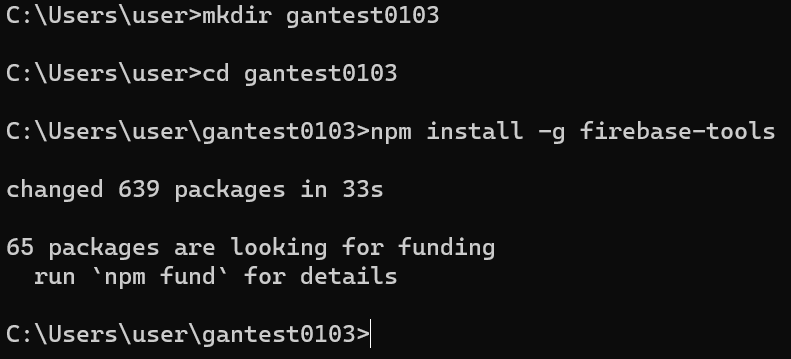 C:\Users\user>mkdir gantest0103
C:\Users\user>cd gantest0103
C:\Users\user\gantest0103>npm install -g firebase-tools
changed 639 packages in 33s
65 packages are looking for funding
  run `npm fund` for details
C:\Users\user\gantest0103>